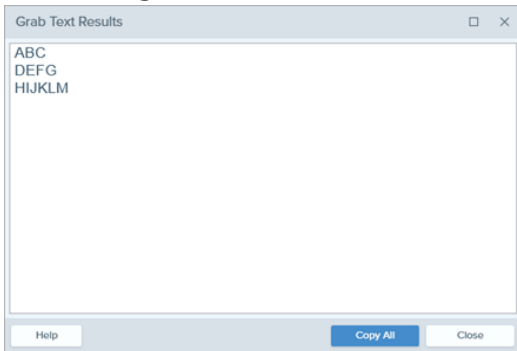 Grab Text Results
ABC
DEFG
HIJKLM
Help
Copy All
Close